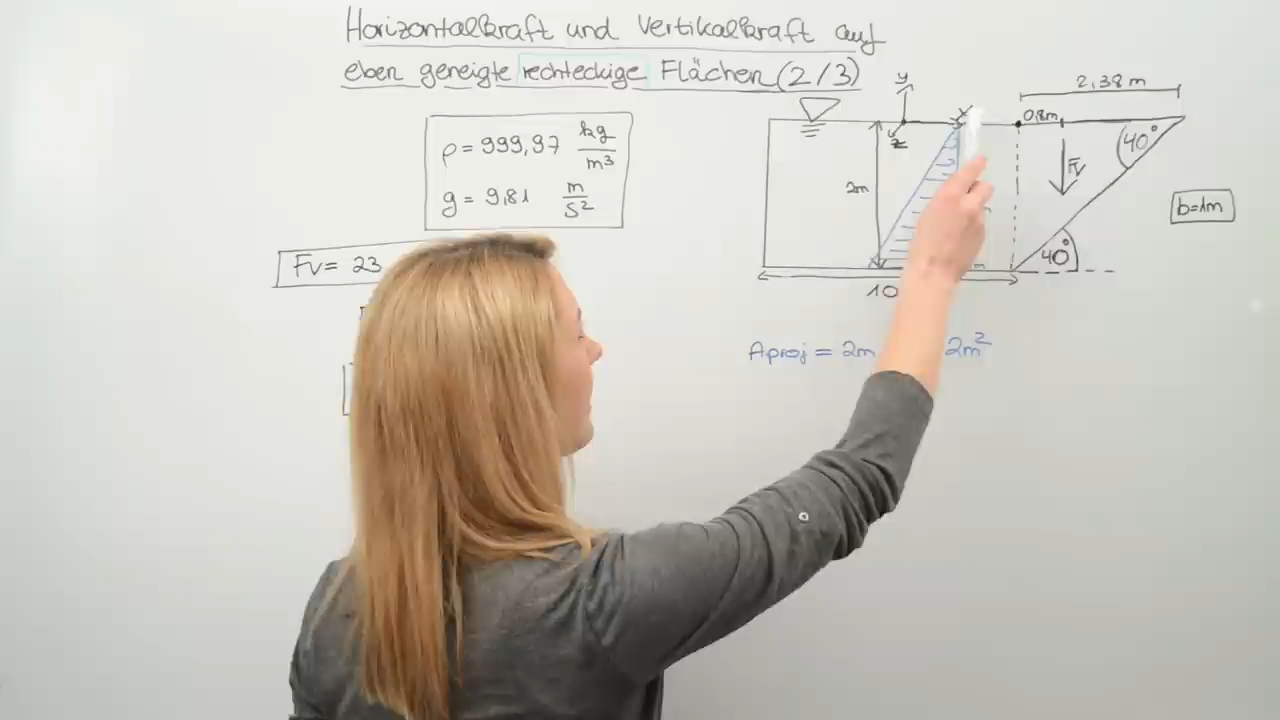 Horizontalkraft und Vertikalkraft auf
eben geneigte rechteckige Flächen (2/3)
ρ = 999,97 kg/m³
g = 9,81 m/s²
Fv = 23
y
x
z
2m
10
0,8m
2,38 m
Fv
40°
40°
b=1m
Aproj = 2m 2m²